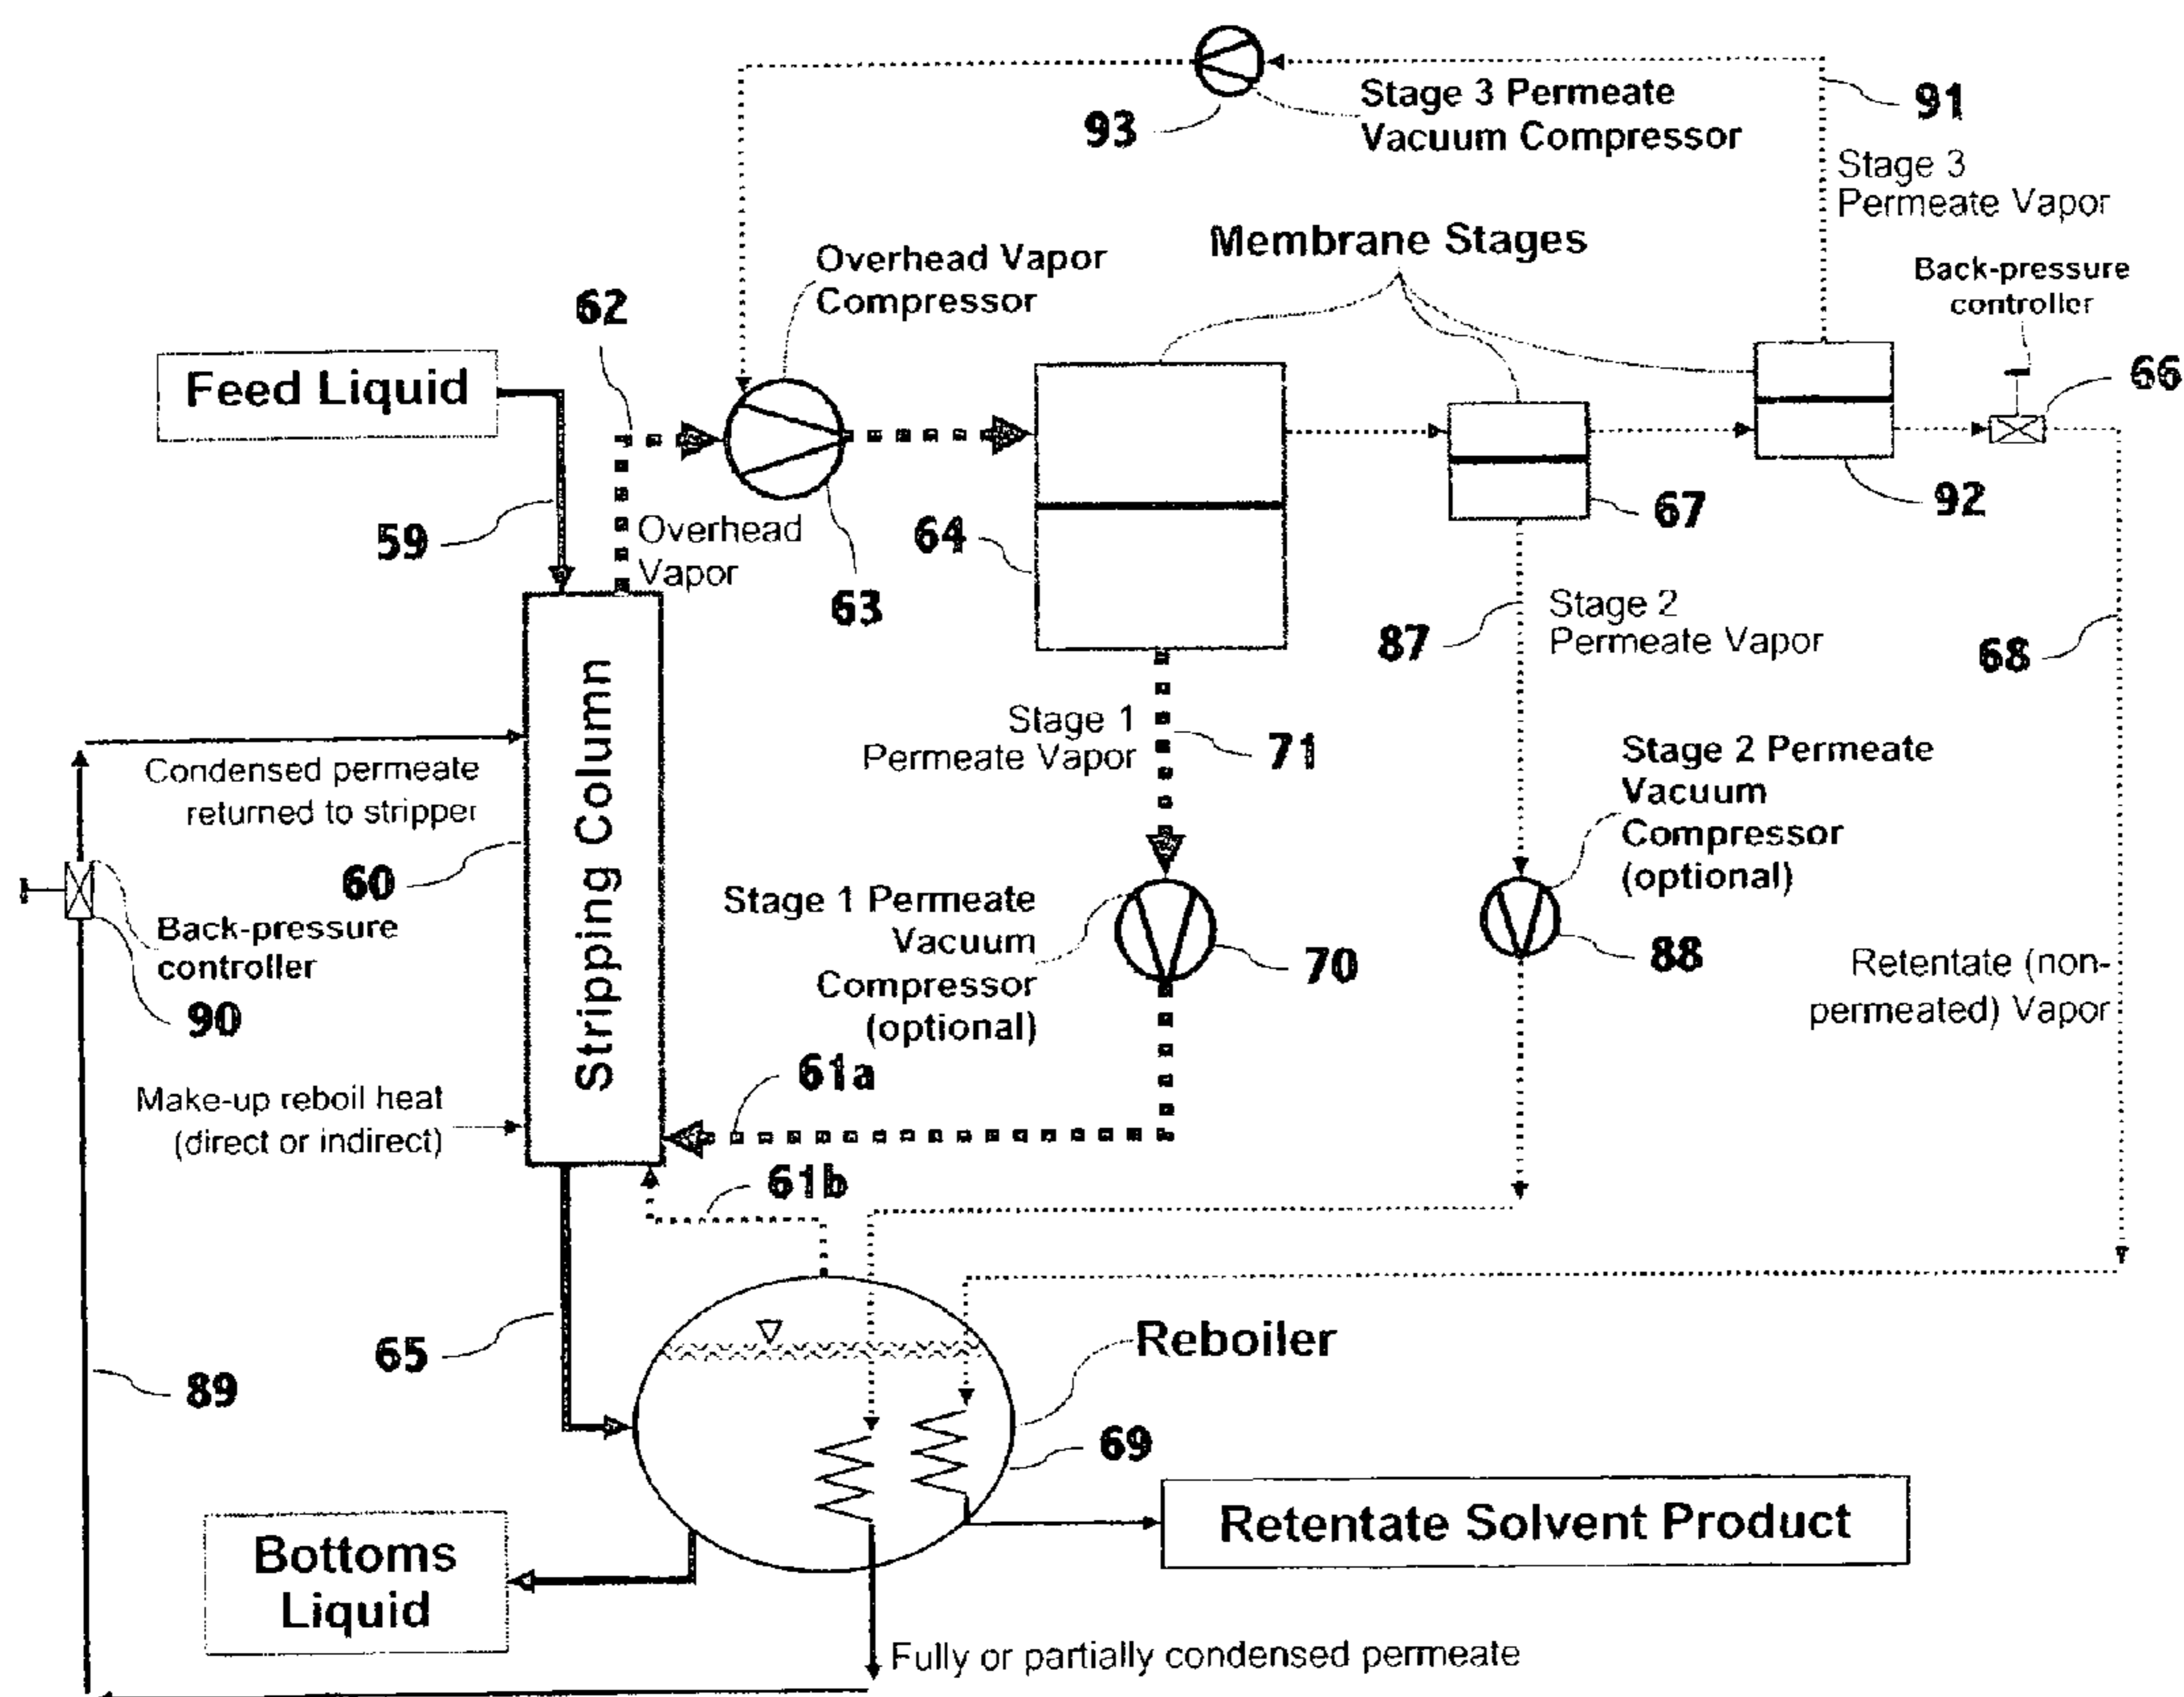 93
Stage 3 Permeate
Vacuum Compressor
91
Stage 3
Permeate Vapor
Membrane Stages
Overhead Vapor
Compressor
Back-pressure
controller
62
Feed Liquid
66
59
Overhead
Vapor
63
64
67
92
87
Stage 2
Permeate Vapor
68
Stripping Column
Stage 1
Permeate Vapor
71
Condensed permeate
returned to stripper
60
Stage 2 Permeate
Vacuum
Compressor
(optional)
88
Stage 1 Permeate
Vacuum
Compressor
(optional)
70
Back-pressure
controller
90
Retentate (non-
permeated) Vapor
61a
Make-up reboil heat
(direct or indirect)
61b
65
Reboiler
89
69
Retentate Solvent Product
Bottoms
Liquid
Fully or partially condensed permeate